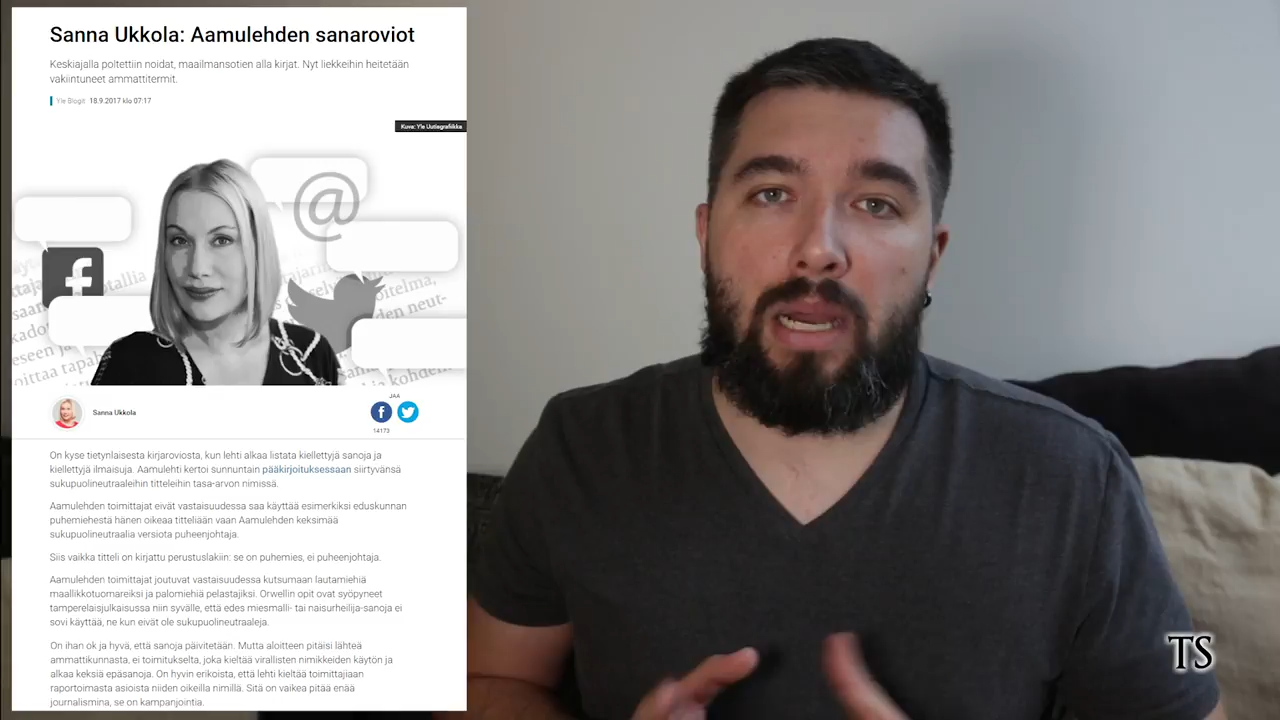 Sanna Ukkola: Aamulehden sanaroviot
Keskiajalla poltettiin noidat, maailmansotien alla kirjat. Nyt liekkeihin heitetään
vakiintuneet ammattitermit.
Yle Blogit 18.9.2017 klo 07:17
Kuva: Yle Uutisgrafiikka
@
f
Sanna Ukkola
JAA
f
14173
On kyse tietynlaisesta kirjaroviosta, kun lehti alkaa listata kiellettyjä sanoja ja
kiellettyjä ilmaisuja. Aamulehti kertoi sunnuntain pääkirjoituksessaan siirtyvänsä
sukupuolineutraaleihin titteleihin tasa-arvon nimissä.
Aamulehden toimittajat eivät vastaisuudessa saa käyttää esimerkiksi eduskunnan
puhemiehestä hänen oikeaa titteliään vaan Aamulehden keksimää
sukupuolineutraalia versiota puheenjohtaja.
Siis vaikka titteli on kirjattu perustuslakiin: se on puhemies, ei puheenjohtaja.
Aamulehden toimittajat joutuvat vastaisuudessa kutsumaan lautamiehiä
maallikkotuomareiksi ja palomiehiä pelastajiksi. Orwellin opit ovat syöpyneet
tamperelaisjulkaisussa niin syvälle, että edes miesmalli- tai naisurheilija-sanoja ei
sovi käyttää, ne kun eivät ole sukupuolineutraaleja.
On ihan ok ja hyvä, että sanoja päivitetään. Mutta aloitteen pitäisi lähteä
ammattikunnasta, ei toimitukselta, joka kieltää virallisten nimikkeiden käytön ja
alkaa keksiä epäsanoja. On hyvin erikoista, että lehti kieltää toimittajiaan
raportoimasta asioista niiden oikeilla nimillä. Sitä on vaikea pitää enää
journalismina, se on kampanjointia.
TS